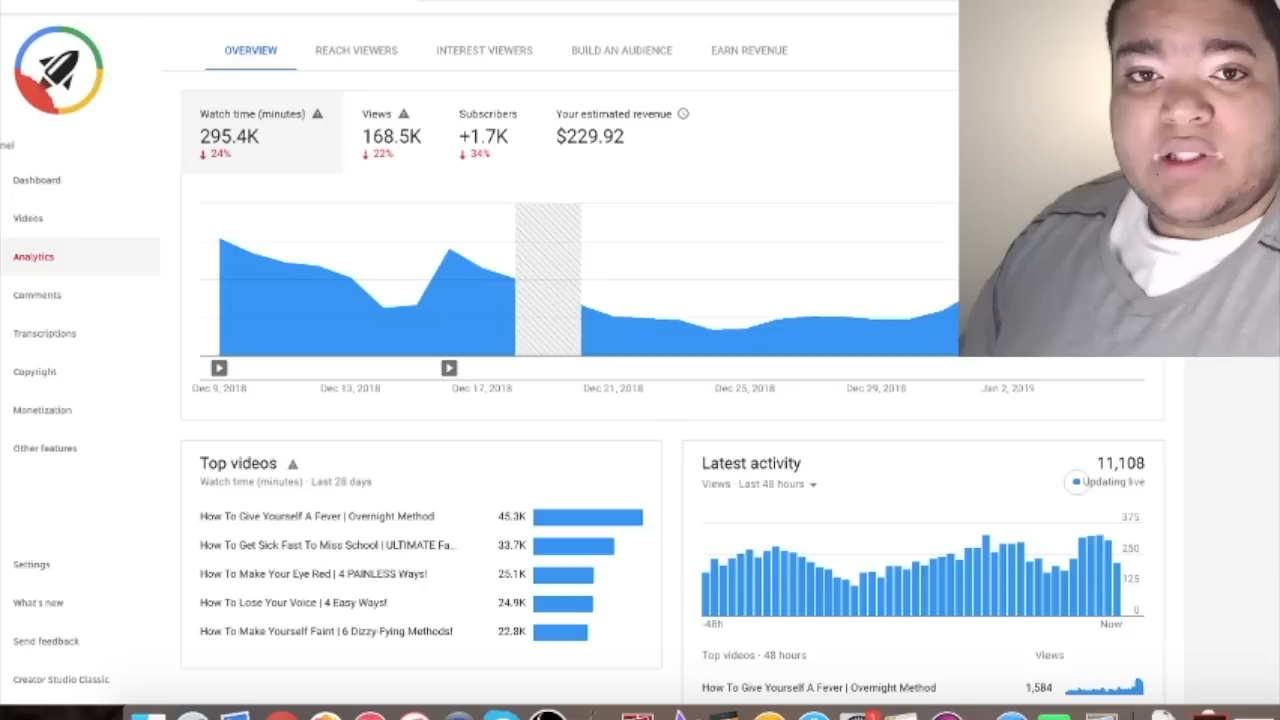 OVERVIEW REACH VIEWERS INTEREST VIEWERS BUILD AN AUDIENCE EARN REVENUE
Watch time (minutes) Views Subscribers Your estimated revenue
295.4K 168.5K +1.7K $229.92
24% 22% 34%
nel
Dashboard
Videos
Analytics
Comments
Transcriptions
Copyright
Monetization
Other features
Settings
What's new
Send feedback
Creator Studio Classic
Dec 9, 2018 Dec 13, 2018 Dec 17, 2018 Dec 21, 2018 Dec 25, 2018 Dec 29, 2018 Jan 2, 2019
Top videos
Watch time (minutes) · Last 28 days
How To Give Yourself A Fever | Overnight Method 45.3K
How To Get Sick Fast To Miss School | ULTIMATE Fa... 33.7K
How To Make Your Eye Red | 4 PAINLESS Ways! 25.1K
How To Lose Your Voice | 4 Easy Ways! 24.9K
How To Make Yourself Faint | 6 Dizzy-Fying Methods! 22.8K
Latest activity 11,108
Views · Last 48 hours Updating live
375
250
125
0
-48h Now
Top videos · 48 hours Views
How To Give Yourself A Fever | Overnight Method 1,584